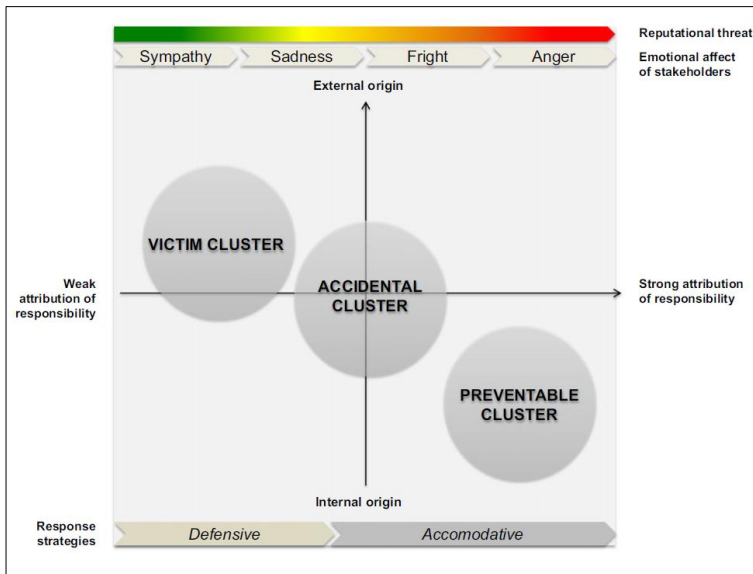 Reputational threat
Sympathy
Sadness
Fright
Anger
Emotional affect
of stakeholders
External origin
VICTIM CLUSTER
ACCIDENTAL
CLUSTER
Weak
attribution of
responsibility
Strong attribution
of responsibility
PREVENTABLE
CLUSTER
Internal origin
Response
strategies
Defensive
Accomodative